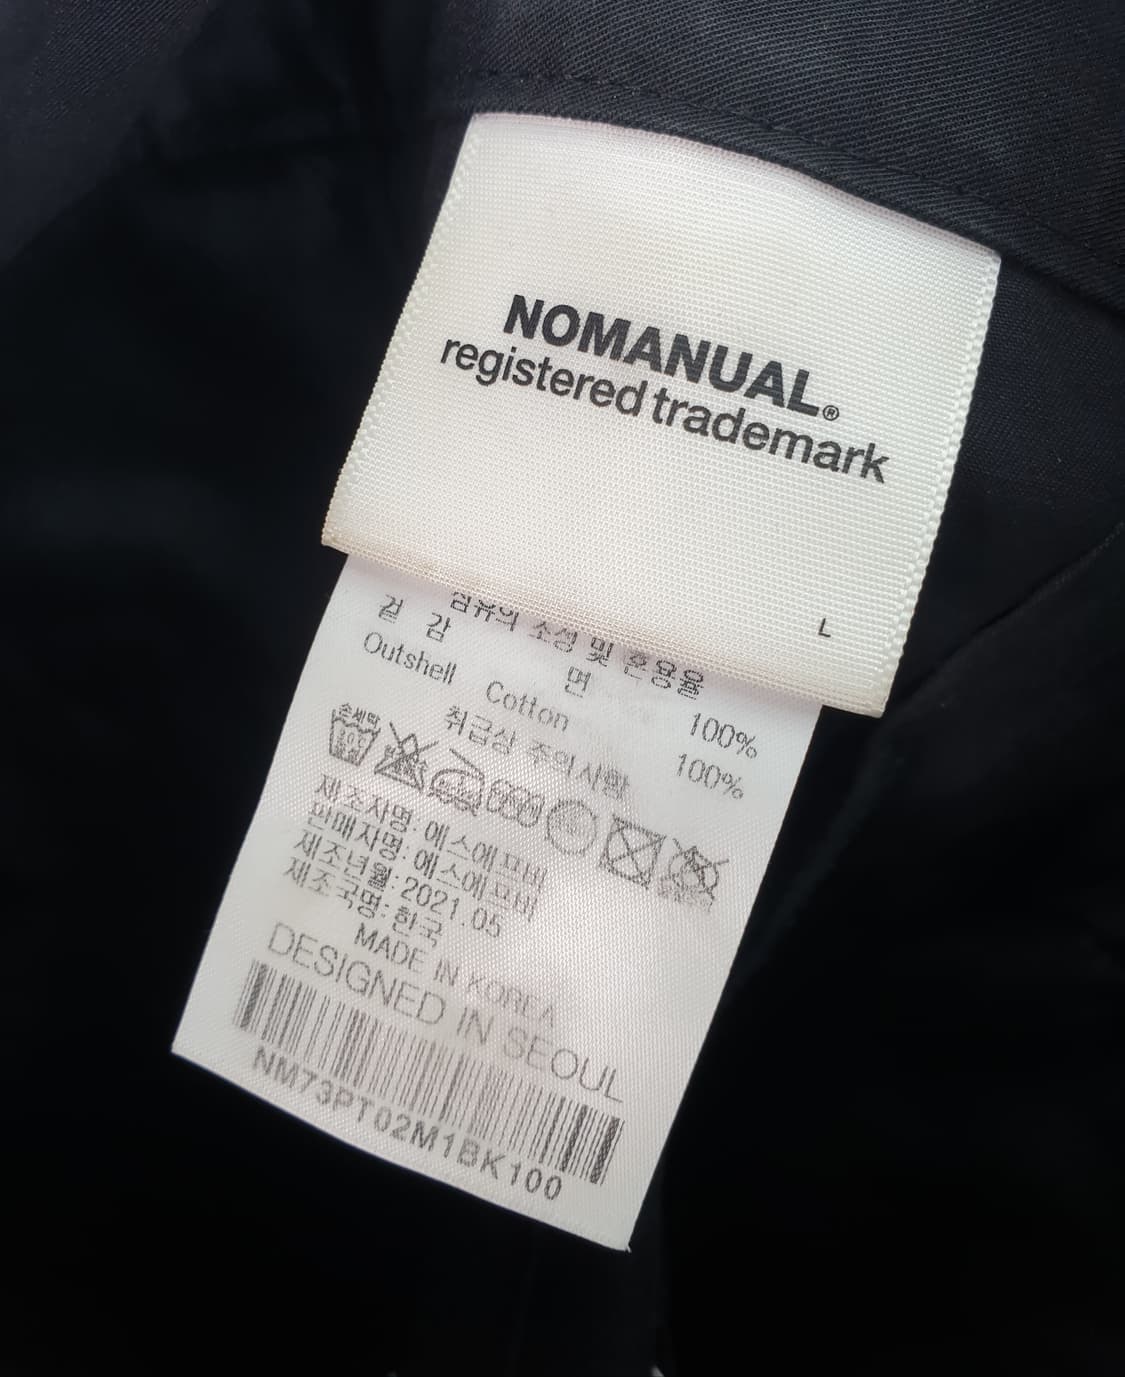 NOMANUAL®
registered trademark
L
섬유의 조성 및 혼용율
겉 감 면 100%
Outshell Cotton 100%
취급상 주의사항
손세탁
제조자명: 에스에프비
판매자명: 에스에프비
제조년월: 2021.05
제조국명: 한국
MADE IN KOREA
DESIGNED IN SEOUL
NM73PT02M1BK100